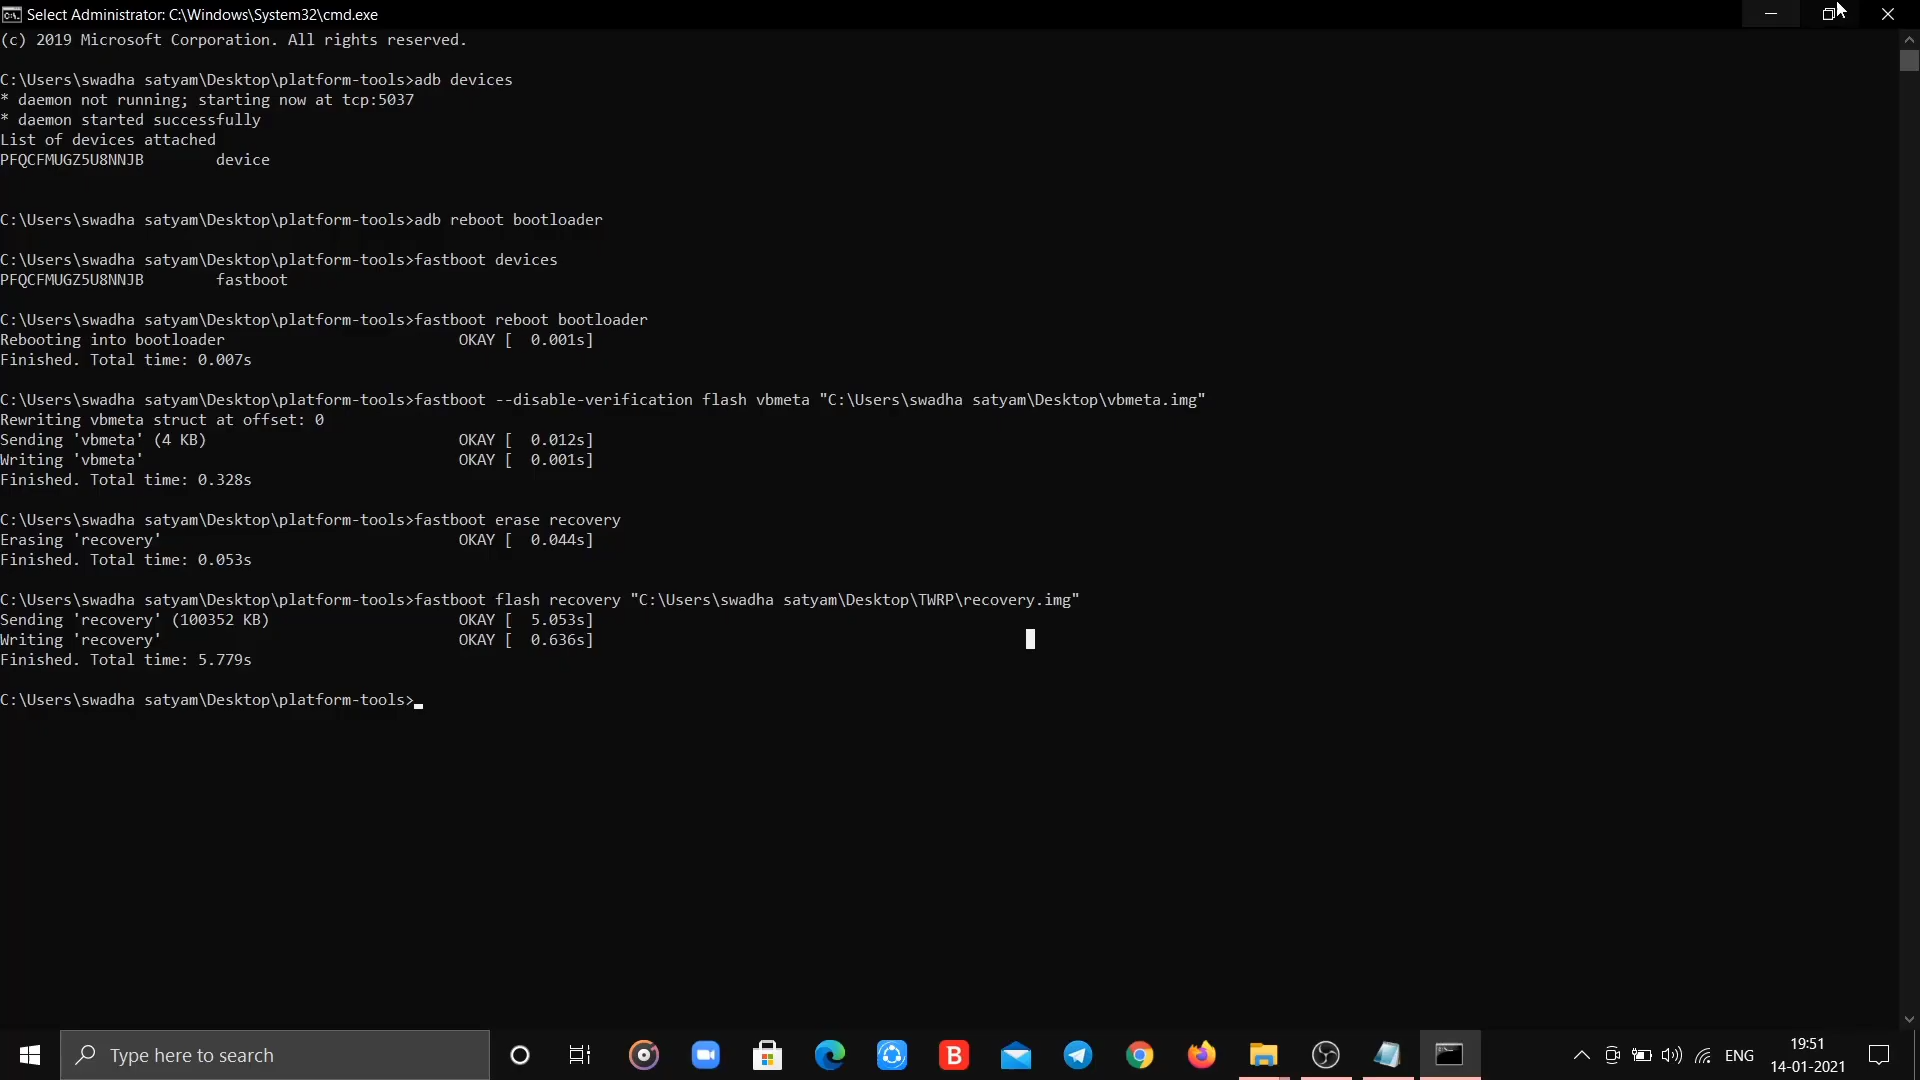 Select Administrator: C:\Windows\System32\cmd.exe
(c) 2019 Microsoft Corporation. All rights reserved.
C:\Users\swadha satyam\Desktop\platform-tools>adb devices
* daemon not running; starting now at tcp:5037
* daemon started successfully
List of devices attached
PFQCFMUGZ5U8NNJB        device
C:\Users\swadha satyam\Desktop\platform-tools>adb reboot bootloader
C:\Users\swadha satyam\Desktop\platform-tools>fastboot devices
PFQCFMUGZ5U8NNJB        fastboot
C:\Users\swadha satyam\Desktop\platform-tools>fastboot reboot bootloader
Rebooting into bootloader                          OKAY [  0.001s]
Finished. Total time: 0.007s
C:\Users\swadha satyam\Desktop\platform-tools>fastboot --disable-verification flash vbmeta "C:\Users\swadha satyam\Desktop\vbmeta.img"
Rewriting vbmeta struct at offset: 0
Sending 'vbmeta' (4 KB)                            OKAY [  0.012s]
Writing 'vbmeta'                                   OKAY [  0.001s]
Finished. Total time: 0.328s
C:\Users\swadha satyam\Desktop\platform-tools>fastboot erase recovery
Erasing 'recovery'                                 OKAY [  0.044s]
Finished. Total time: 0.053s
C:\Users\swadha satyam\Desktop\platform-tools>fastboot flash recovery "C:\Users\swadha satyam\Desktop\TWRP\recovery.img"
Sending 'recovery' (100352 KB)                     OKAY [  5.053s]
Writing 'recovery'                                 OKAY [  0.636s]
Finished. Total time: 5.779s
C:\Users\swadha satyam\Desktop\platform-tools>
Type here to search
B
ENG
19:51
14-01-2021